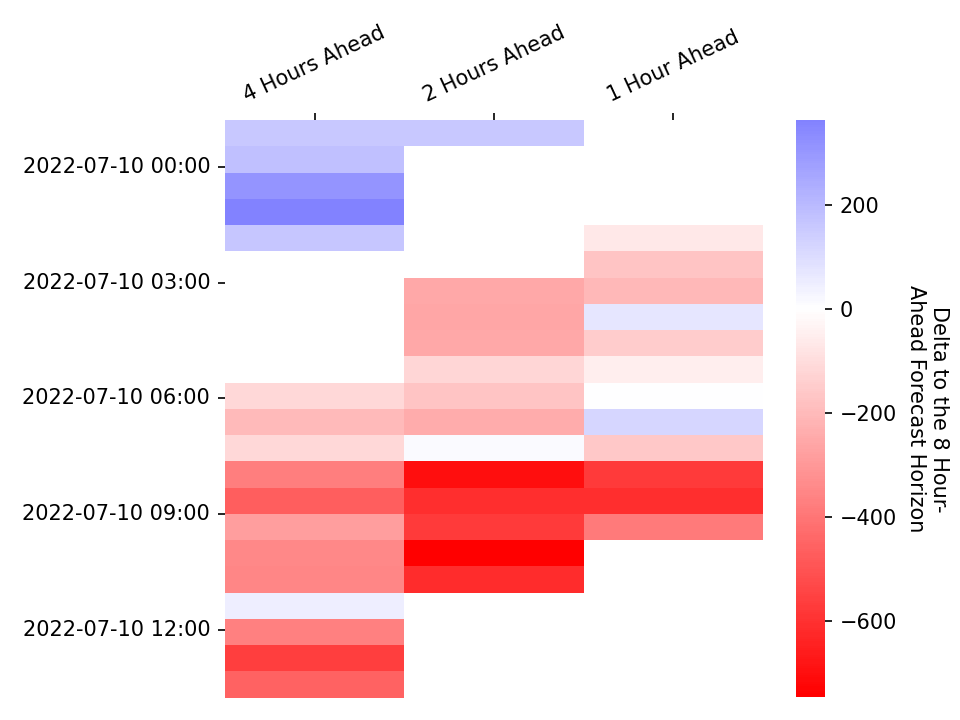 4 Hours Ahead
2 Hours Ahead
1 Hour Ahead
2022-07-10 00:00
2022-07-10 03:00
2022-07-10 06:00
2022-07-10 09:00
2022-07-10 12:00
200
0
−200
−400
−600
Delta to the 8 Hour-
Ahead Forecast Horizon